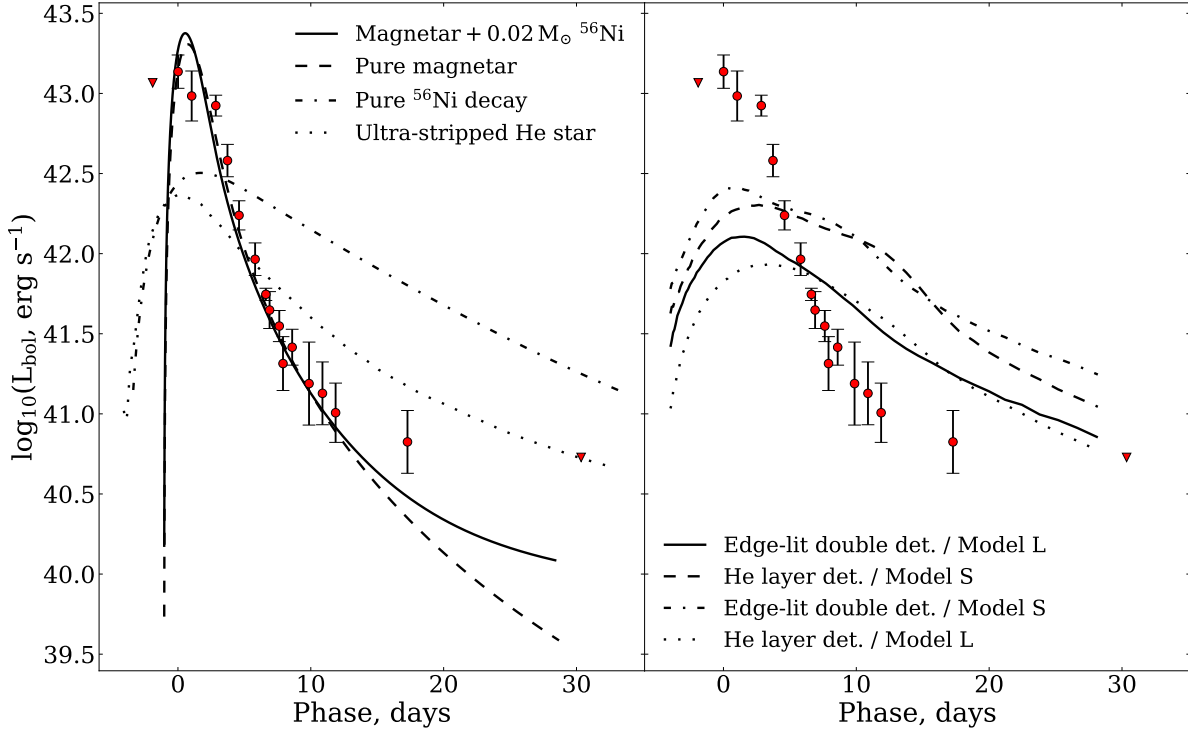 43.5
43.0
42.5
42.0
41.5
41.0
40.5
40.0
39.5
log₁₀(L_bol, erg s⁻¹)
Magnetar + 0.02 M⊙ ⁵⁶Ni
Pure magnetar
Pure ⁵⁶Ni decay
Ultra-stripped He star
0 10 20 30
Phase, days
Edge-lit double det. / Model L
He layer det. / Model S
Edge-lit double det. / Model S
He layer det. / Model L
0 10 20 30
Phase, days